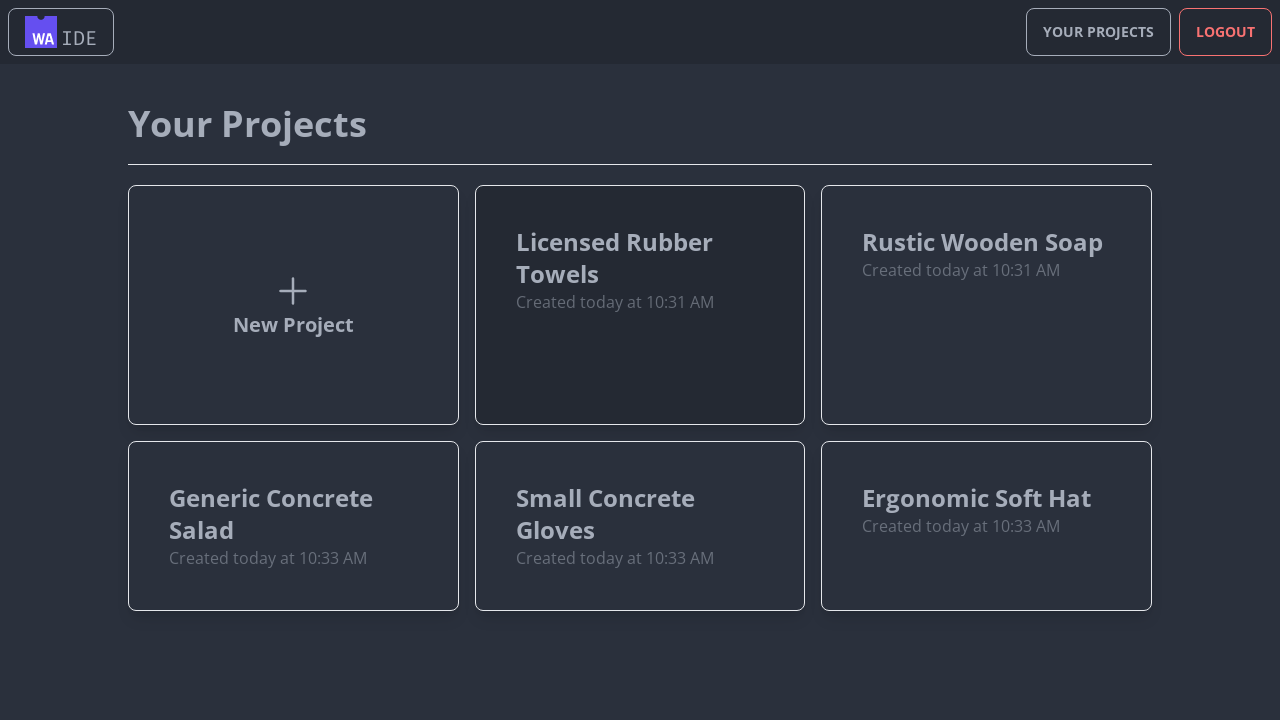 WA IDE
YOUR PROJECTS
LOGOUT
Your Projects
New Project
Licensed Rubber
Towels
Created today at 10:31 AM
Rustic Wooden Soap
Created today at 10:31 AM
Generic Concrete
Salad
Created today at 10:33 AM
Small Concrete
Gloves
Created today at 10:33 AM
Ergonomic Soft Hat
Created today at 10:33 AM